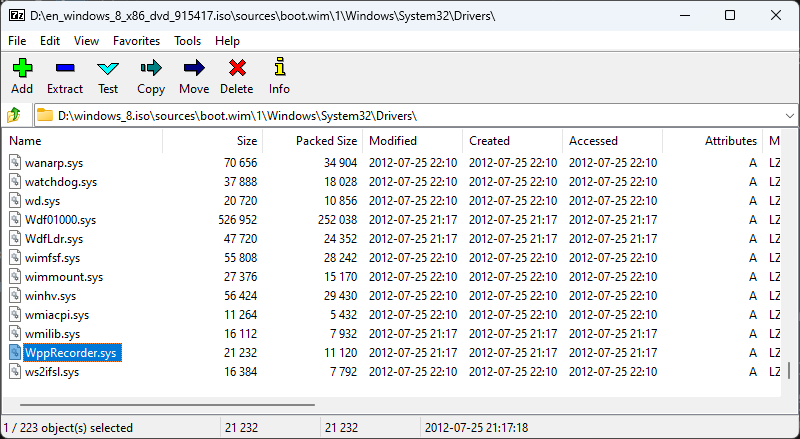 D:\en_windows_8_x86_dvd_915417.iso\sources\boot.wim\1\Windows\System32\Drivers\
File Edit View Favorites Tools Help
Add Extract Test Copy Move Delete Info
D:\windows_8.iso\sources\boot.wim\1\Windows\System32\Drivers\
Name Size Packed Size Modified Created Accessed Attributes M
wanarp.sys 70 656 34 904 2012-07-25 22:10 2012-07-25 22:10 2012-07-25 22:10 A LZ
watchdog.sys 37 888 18 028 2012-07-25 22:10 2012-07-25 22:10 2012-07-25 22:10 A LZ
wd.sys 20 720 10 856 2012-07-25 22:10 2012-07-25 22:10 2012-07-25 22:10 A LZ
Wdf01000.sys 526 952 252 038 2012-07-25 21:17 2012-07-25 21:17 2012-07-25 21:17 A LZ
WdfLdr.sys 47 720 24 352 2012-07-25 21:17 2012-07-25 21:17 2012-07-25 21:17 A LZ
wimfsf.sys 55 808 28 242 2012-07-25 22:10 2012-07-25 22:10 2012-07-25 22:10 A LZ
wimmount.sys 27 376 15 170 2012-07-25 22:10 2012-07-25 22:10 2012-07-25 22:10 A LZ
winhv.sys 56 424 29 430 2012-07-25 22:10 2012-07-25 22:10 2012-07-25 22:10 A LZ
wmiacpi.sys 11 264 5 432 2012-07-25 22:10 2012-07-25 22:10 2012-07-25 22:10 A LZ
wmilib.sys 16 112 7 932 2012-07-25 21:17 2012-07-25 21:17 2012-07-25 21:17 A LZ
WppRecorder.sys 21 232 11 120 2012-07-25 21:17 2012-07-25 21:17 2012-07-25 21:17 A LZ
ws2ifsl.sys 16 384 7 792 2012-07-25 22:10 2012-07-25 22:10 2012-07-25 22:10 A LZ
1 / 223 object(s) selected 21 232 21 232 2012-07-25 21:17:18